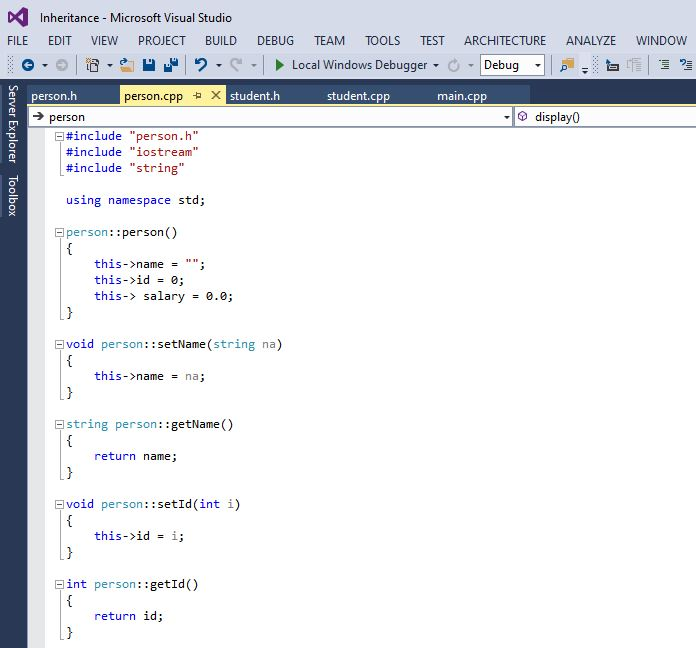 Inheritance - Microsoft Visual Studio
FILE EDIT VIEW PROJECT BUILD DEBUG TEAM TOOLS TEST ARCHITECTURE ANALYZE WINDOW
Local Windows Debugger Debug
Server Explorer
Toolbox
person.h person.cpp student.h student.cpp main.cpp
person display()
#include "person.h"
#include "iostream"
#include "string"
using namespace std;
person::person()
{
this->name = "";
this->id = 0;
this-> salary = 0.0;
}
void person::setName(string na)
{
this->name = na;
}
string person::getName()
{
return name;
}
void person::setId(int i)
{
this->id = i;
}
int person::getId()
{
return id;
}